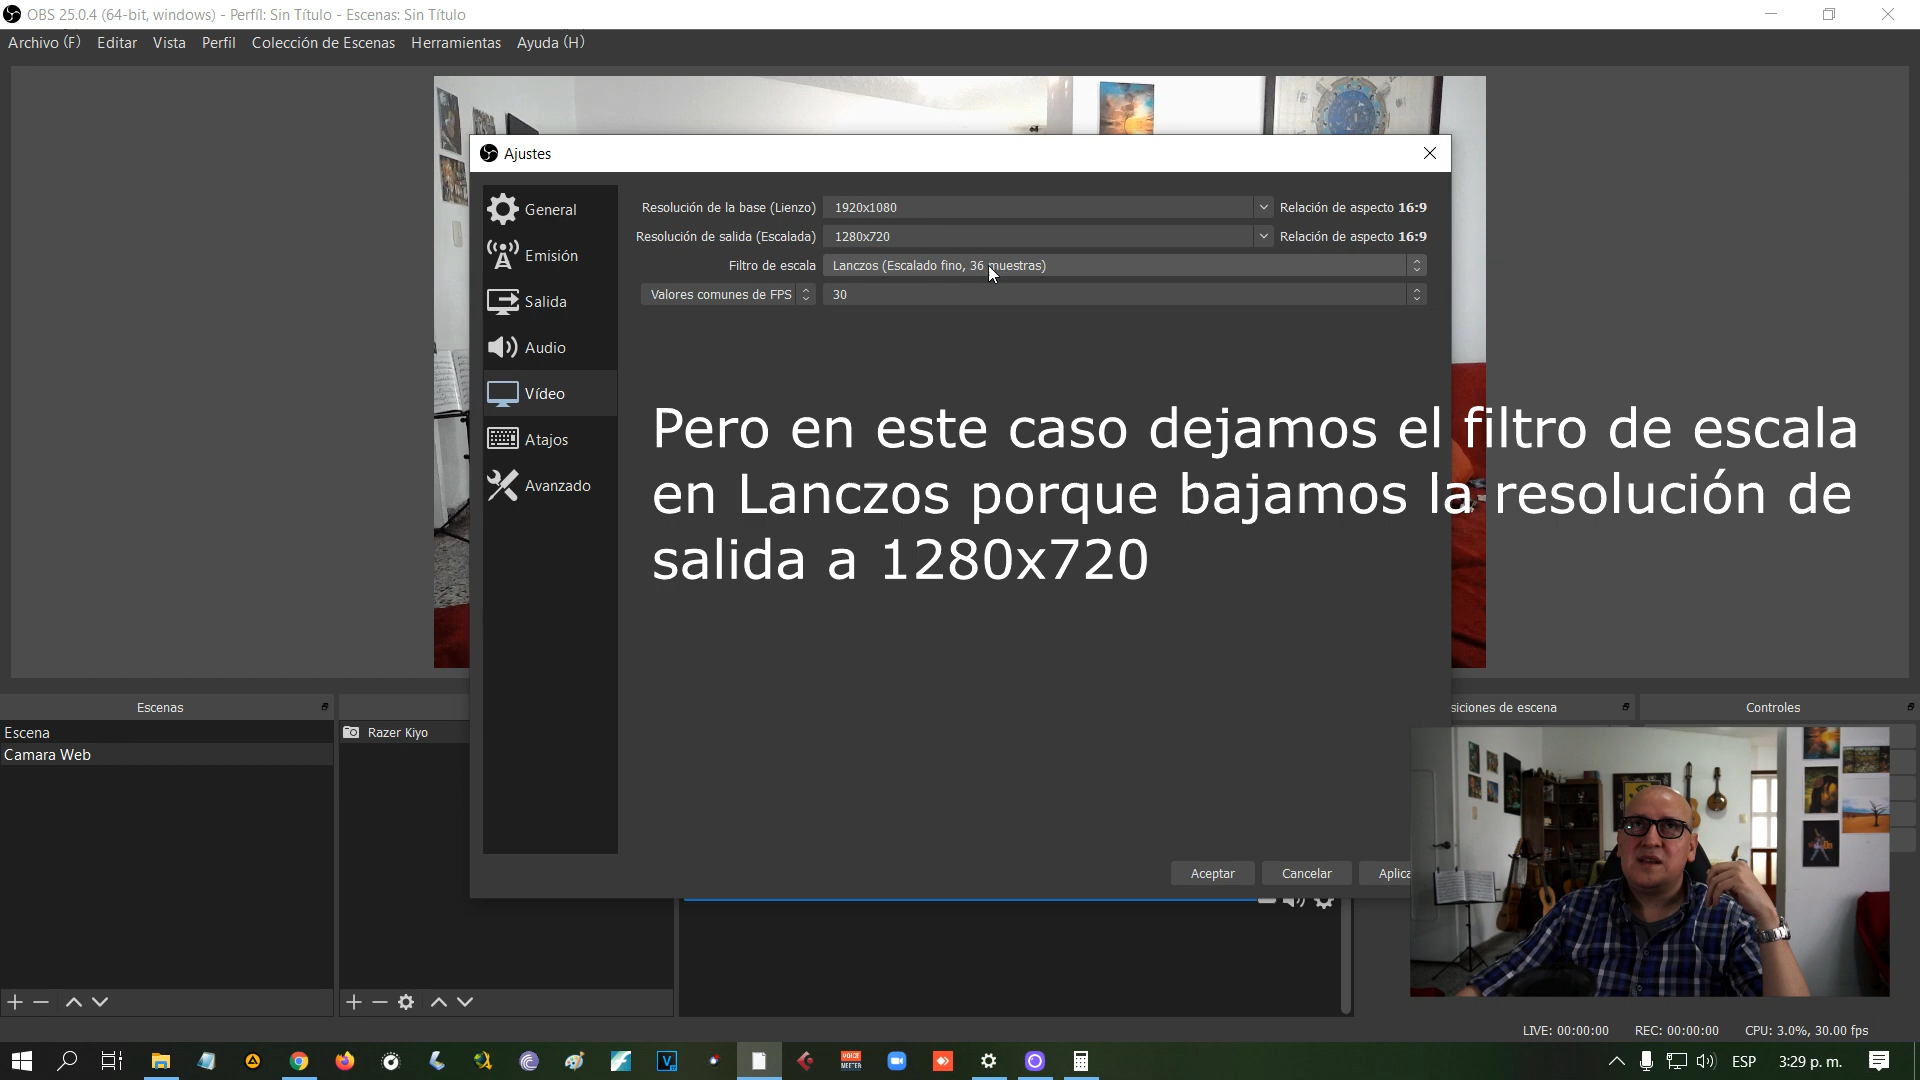 OBS 25.0.4 (64-bit, windows) - Perfil: Sin Título - Escenas: Sin Título
Archivo (F) Editar Vista Perfil Colección de Escenas Herramientas Ayuda (H)
Ajustes
General
Emisión
Salida
Audio
Vídeo
Atajos
Avanzado
Resolución de la base (Lienzo) 1920x1080 Relación de aspecto 16:9
Resolución de salida (Escalada) 1280x720 Relación de aspecto 16:9
Filtro de escala Lanczos (Escalado fino, 36 muestras)
Valores comunes de FPS 30
Pero en este caso dejamos el filtro de escala
en Lanczos porque bajamos la resolución de
salida a 1280x720
Aceptar Cancelar Aplica
Escenas
Escena
Camara Web
Razer Kiyo
siciones de escena
Controles
LIVE: 00:00:00 REC: 00:00:00 CPU: 3.0%, 30.00 fps
VOICE
MEETER
ESP 3:29 p. m.